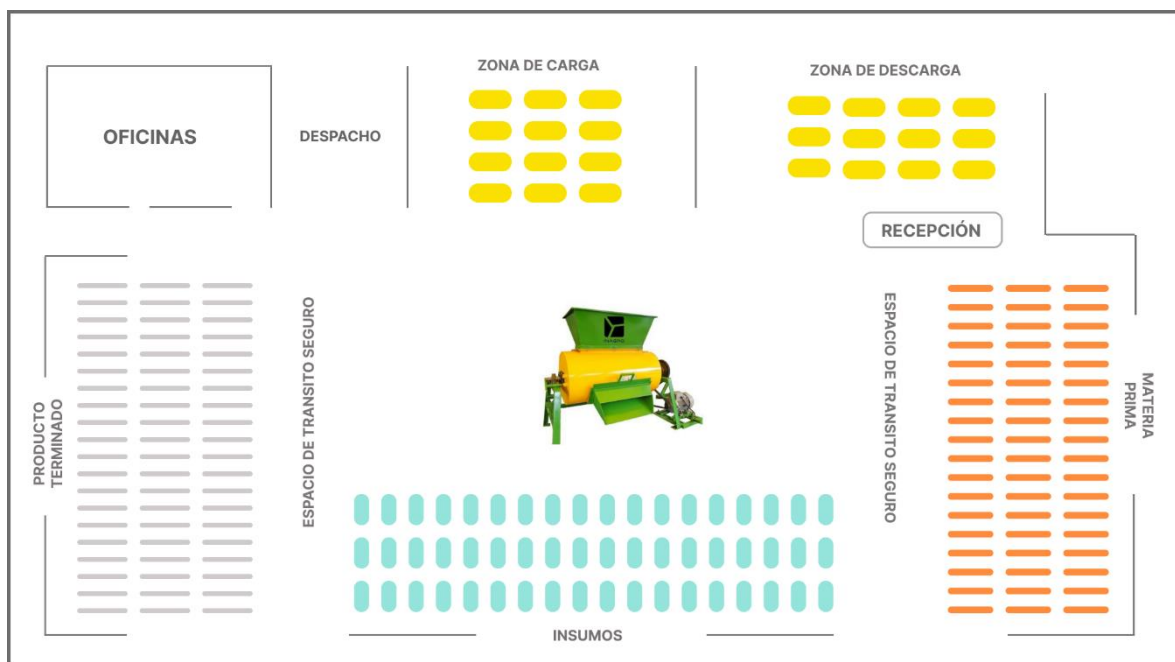 ZONA DE CARGA
ZONA DE DESCARGA
OFICINAS
DESPACHO
RECEPCIÓN
PRODUCTO
TERMINADO
ESPACIO DE TRANSITO SEGURO
ESPACIO DE TRANSITO SEGURO
MATERIA
PRIMA
INSUMOS